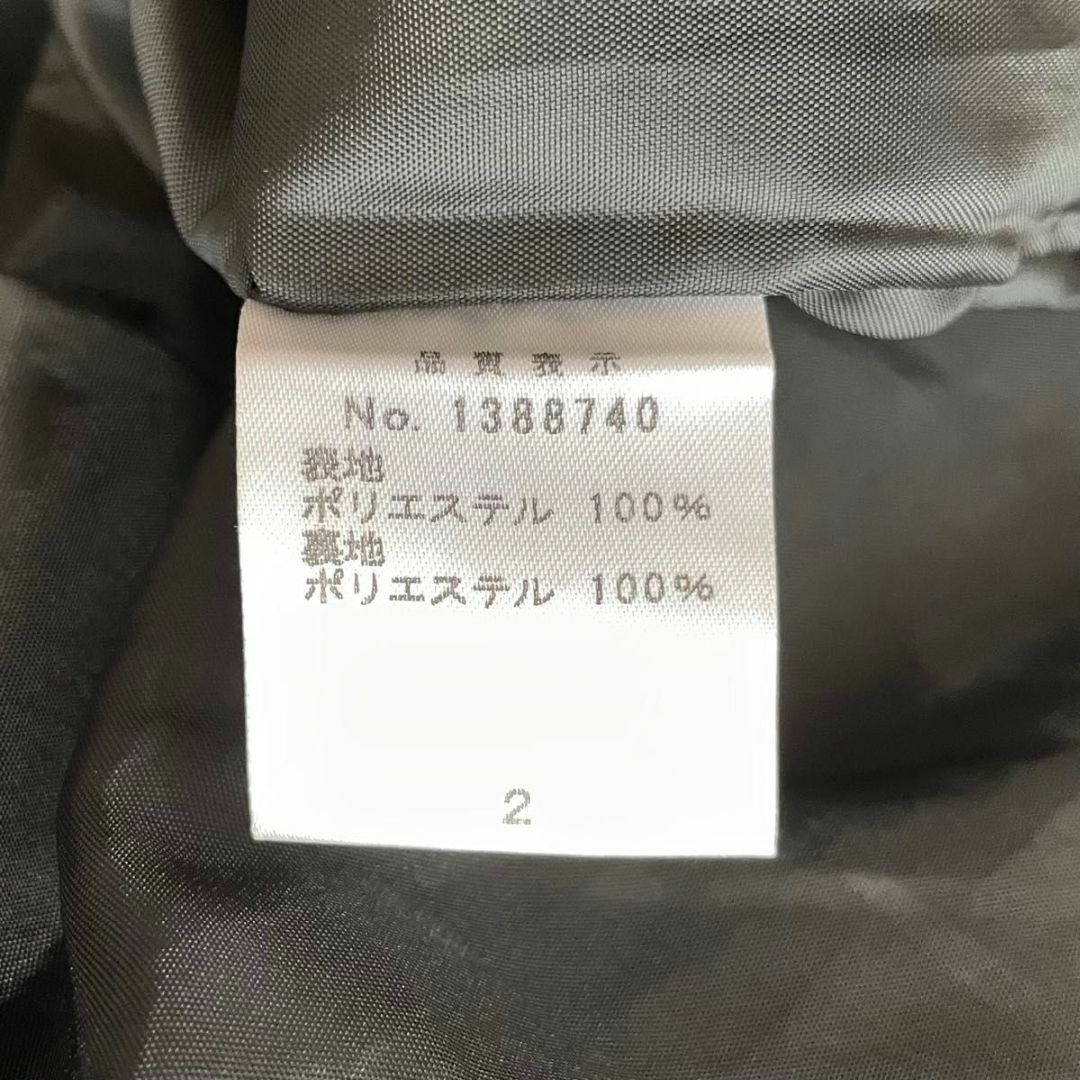 品質表示
No. 1388740
表地
ポリエステル 100%
裏地
ポリエステル 100%
2